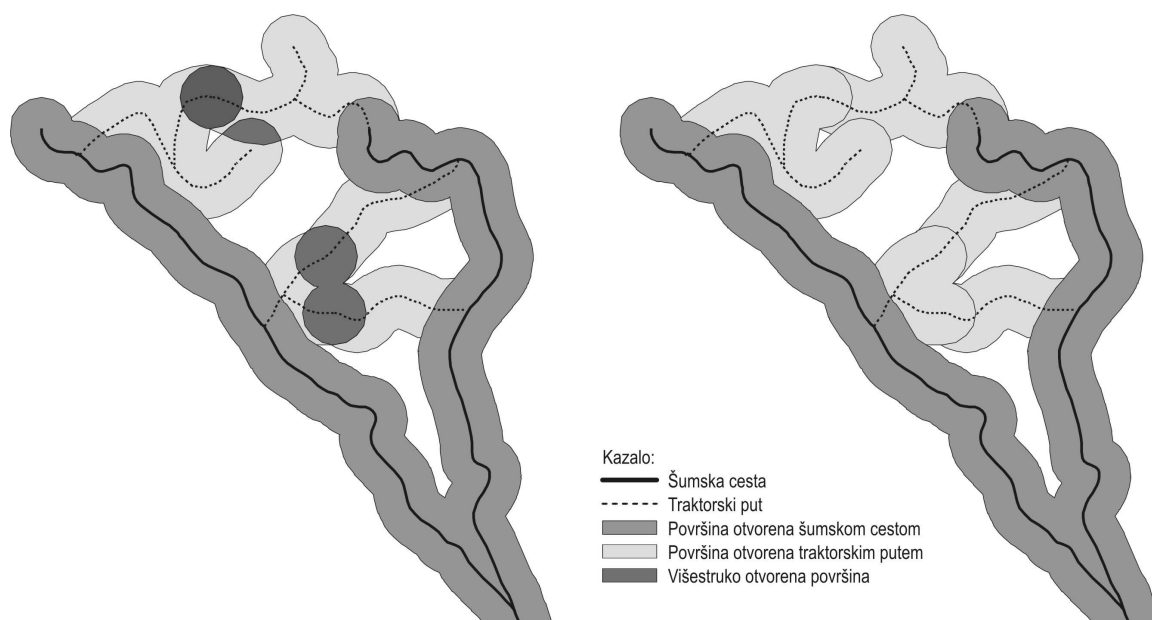 Kazalo:
Šumska cesta
Traktorski put
Površina otvorena šumskom cestom
Površina otvorena traktorskim putem
Višestruko otvorena površina